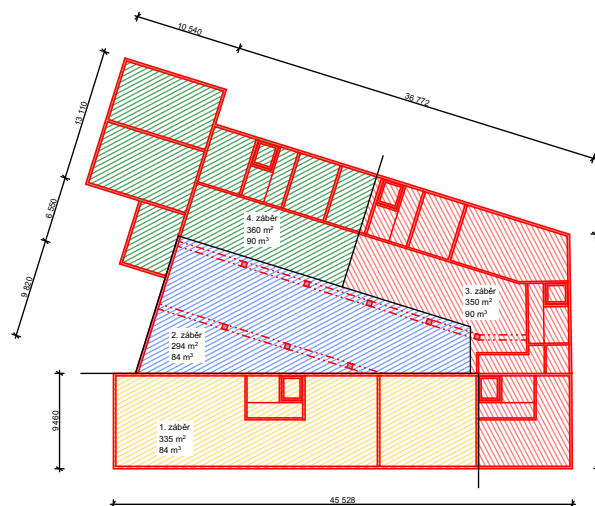 10 540
36 772
13 110
6 550
9 820
4. záběr
360 m²
90 m³
3. záběr
350 m²
90 m³
2. záběr
294 m²
84 m³
9 460
1. záběr
335 m²
84 m³
45 528